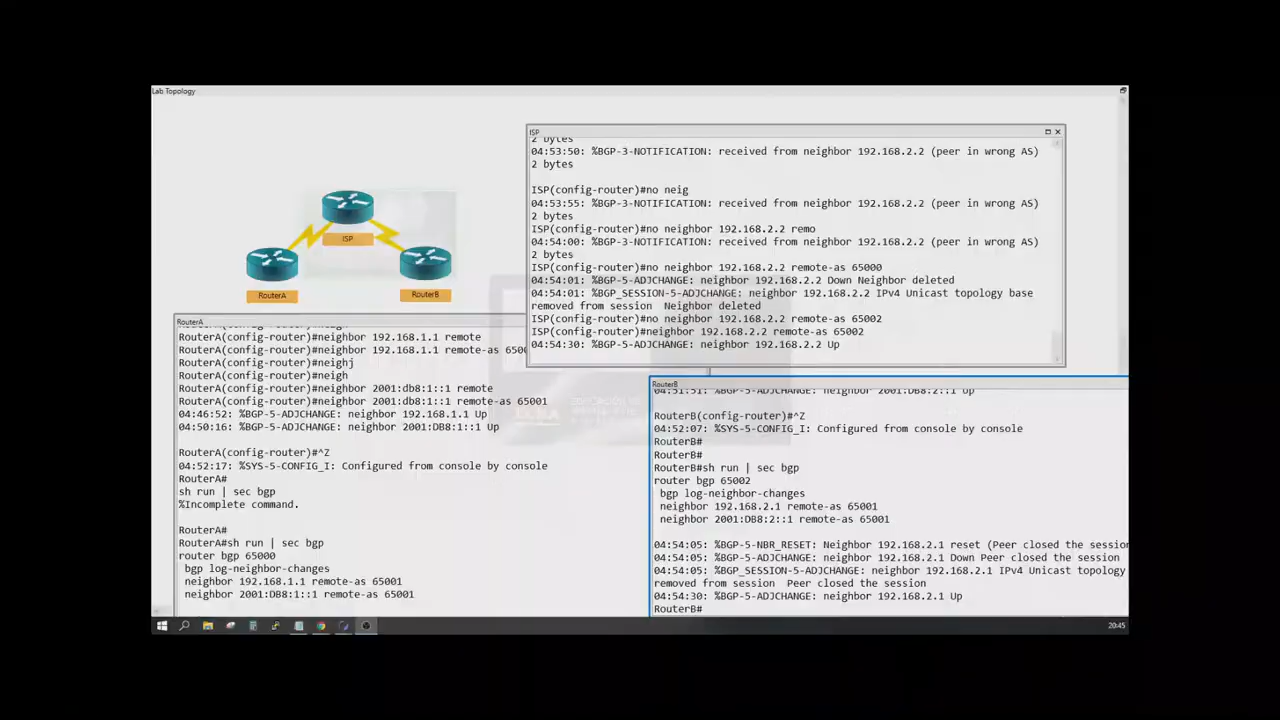 Lab Topology
ISP
2 bytes
04:53:50: %BGP-3-NOTIFICATION: received from neighbor 192.168.2.2 (peer in wrong AS)
2 bytes
ISP(config-router)#no neig
04:53:55: %BGP-3-NOTIFICATION: received from neighbor 192.168.2.2 (peer in wrong AS)
2 bytes
ISP(config-router)#no neighbor 192.168.2.2 remo
04:54:00: %BGP-3-NOTIFICATION: received from neighbor 192.168.2.2 (peer in wrong AS)
2 bytes
ISP(config-router)#no neighbor 192.168.2.2 remote-as 65000
04:54:01: %BGP-5-ADJCHANGE: neighbor 192.168.2.2 Down Neighbor deleted
04:54:01: %BGP_SESSION-5-ADJCHANGE: neighbor 192.168.2.2 IPv4 Unicast topology base
removed from session  Neighbor deleted
ISP(config-router)#no neighbor 192.168.2.2 remote-as 65002
ISP(config-router)#neighbor 192.168.2.2 remote-as 65002
04:54:30: %BGP-5-ADJCHANGE: neighbor 192.168.2.2 Up
ISP
RouterA
RouterB
RouterA
RouterA(config-router)#neigh
RouterA(config-router)#neighbor 192.168.1.1 remote
RouterA(config-router)#neighbor 192.168.1.1 remote-as 6500
RouterA(config-router)#neighj
RouterA(config-router)#neigh
RouterA(config-router)#neighbor 2001:db8:1::1 remote
RouterA(config-router)#neighbor 2001:db8:1::1 remote-as 65001
04:46:52: %BGP-5-ADJCHANGE: neighbor 192.168.1.1 Up
04:50:16: %BGP-5-ADJCHANGE: neighbor 2001:DB8:1::1 Up
RouterA(config-router)#^Z
04:52:17: %SYS-5-CONFIG_I: Configured from console by console
RouterA#
sh run | sec bgp
%Incomplete command.
RouterA#
RouterA#sh run | sec bgp
router bgp 65000
bgp log-neighbor-changes
neighbor 192.168.1.1 remote-as 65001
neighbor 2001:DB8:1::1 remote-as 65001
RouterB
04:51:51: %BGP-5-ADJCHANGE: neighbor 2001:DB8:2::1 Up
RouterB(config-router)#^Z
04:52:07: %SYS-5-CONFIG_I: Configured from console by console
RouterB#
RouterB#
RouterB#sh run | sec bgp
router bgp 65002
bgp log-neighbor-changes
neighbor 192.168.2.1 remote-as 65001
neighbor 2001:DB8:2::1 remote-as 65001
04:54:05: %BGP-5-NBR_RESET: Neighbor 192.168.2.1 reset (Peer closed the session
04:54:05: %BGP-5-ADJCHANGE: neighbor 192.168.2.1 Down Peer closed the session
04:54:05: %BGP_SESSION-5-ADJCHANGE: neighbor 192.168.2.1 IPv4 Unicast topology
removed from session  Peer closed the session
04:54:30: %BGP-5-ADJCHANGE: neighbor 192.168.2.1 Up
RouterB#
20:45